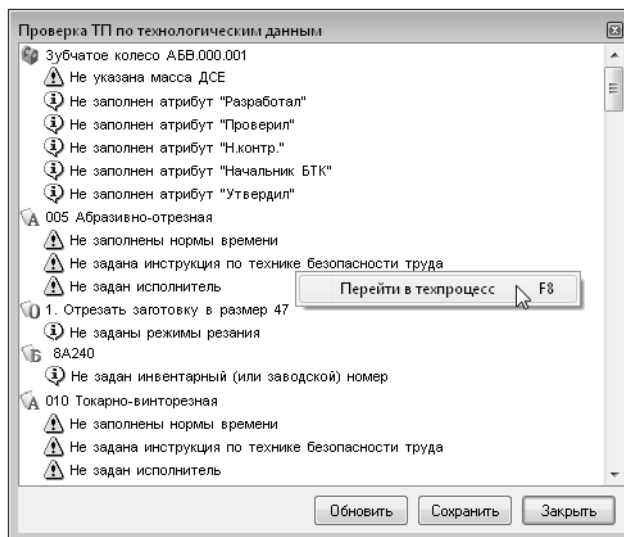 Проверка ТП по технологическим данным
Зубчатое колесо АБВ.000.001
Не указана масса ДСЕ
Не заполнен атрибут "Разработал"
Не заполнен атрибут "Проверил"
Не заполнен атрибут "Н.контр."
Не заполнен атрибут "Начальник БТК"
Не заполнен атрибут "Утвердил"
А 005 Абразивно-отрезная
Не заполнены нормы времени
Не задана инструкция по технике безопасности труда
Не задан исполнитель
Перейти в техпроцесс F8
О 1. Отрезать заготовку в размер 47
Не заданы режимы резания
Б 8А240
Не задан инвентарный (или заводской) номер
А 010 Токарно-винторезная
Не заполнены нормы времени
Не задана инструкция по технике безопасности труда
Не задан исполнитель
Обновить Сохранить Закрыть